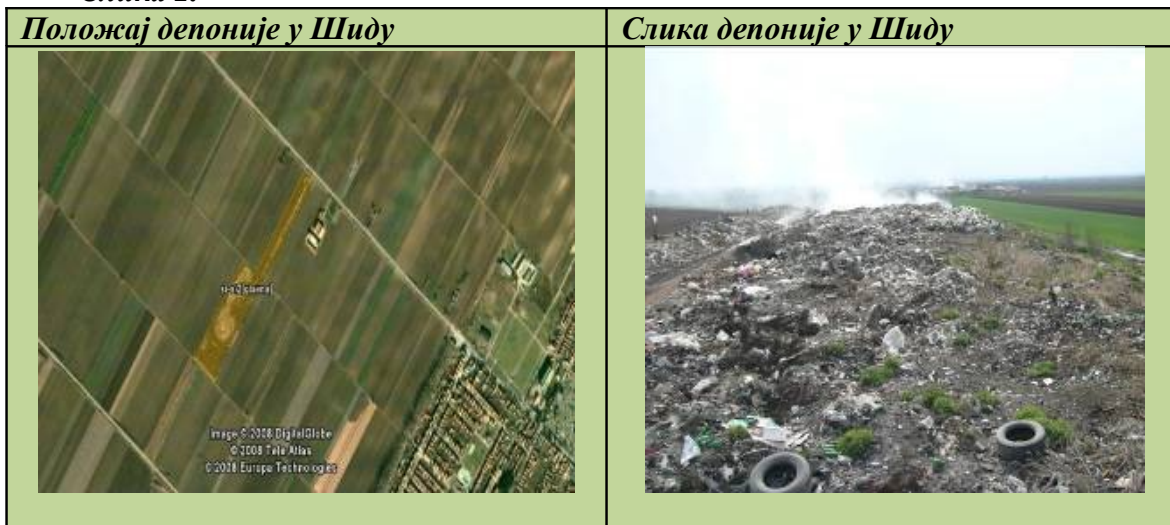 Положај депоније у Шиду
Слика депоније у Шиду
Image © 2008 DigitalGlobe
© 2008 Tele Atlas
© 2008 Europa Technologies